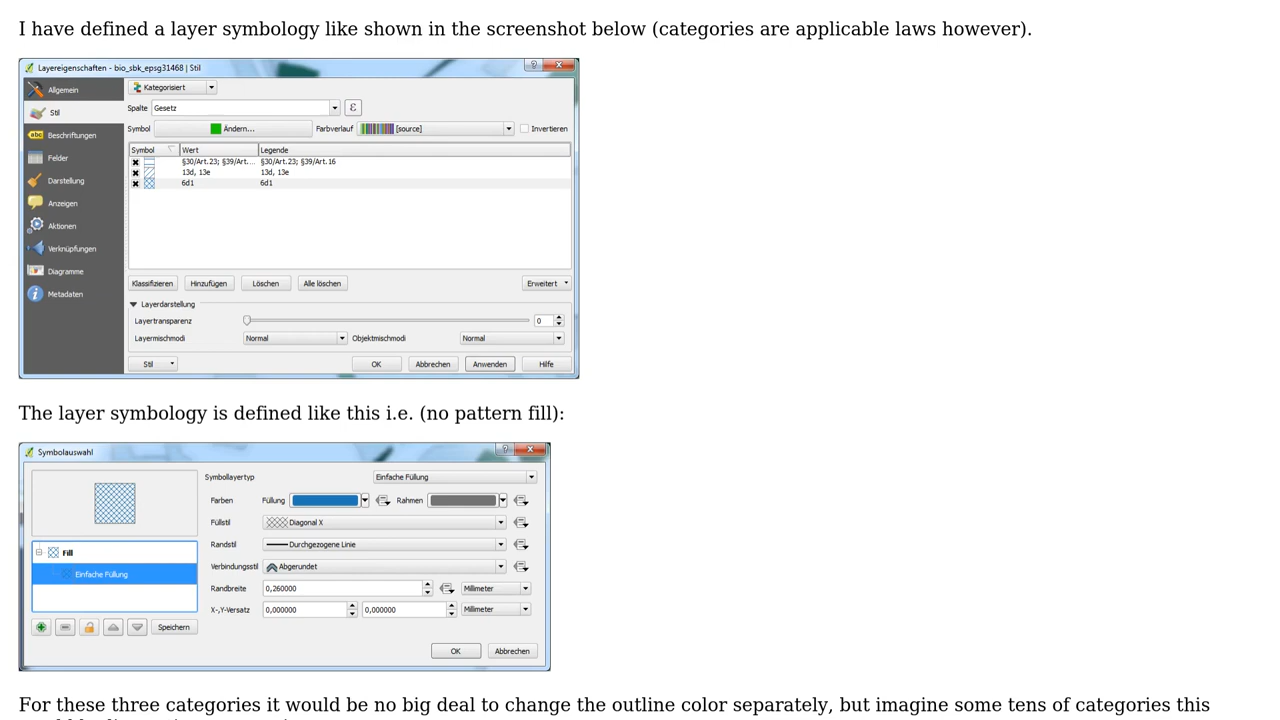 I have defined a layer symbology like shown in the screenshot below (categories are applicable laws however).
Layereigenschaften - bio_sbk_epsg31468 | Stil
Allgemein
Stil
Beschriftungen
Felder
Darstellung
Anzeigen
Aktionen
Verknüpfungen
Diagramme
Metadaten
Kategorisiert
Spalte Gesetz ε
Symbol Ändern... Farbverlauf [source] Invertieren
Symbol Wert Legende
§30/Art.23; §39/Art.... §30/Art.23; §39/Art.16
13d, 13e 13d, 13e
6d1 6d1
Klassifizieren Hinzufügen Löschen Alle löschen Erweitert
Layerdarstellung
Layertransparenz 0
Layermischmodi Normal Objektmischmodi Normal
Stil OK Abbrechen Anwenden Hilfe
The layer symbology is defined like this i.e. (no pattern fill):
Symbolauswahl
Fill
Einfache Füllung
Speichern
Symbollayertyp Einfache Füllung
Farben Füllung Rahmen
Füllstil Diagonal X
Randstil Durchgezogene Linie
Verbindungsstil Abgerundet
Randbreite 0,260000 Millimeter
X-,Y-Versatz 0,000000 0,000000 Millimeter
OK Abbrechen
For these three categories it would be no big deal to change the outline color separately, but imagine some tens of categories this